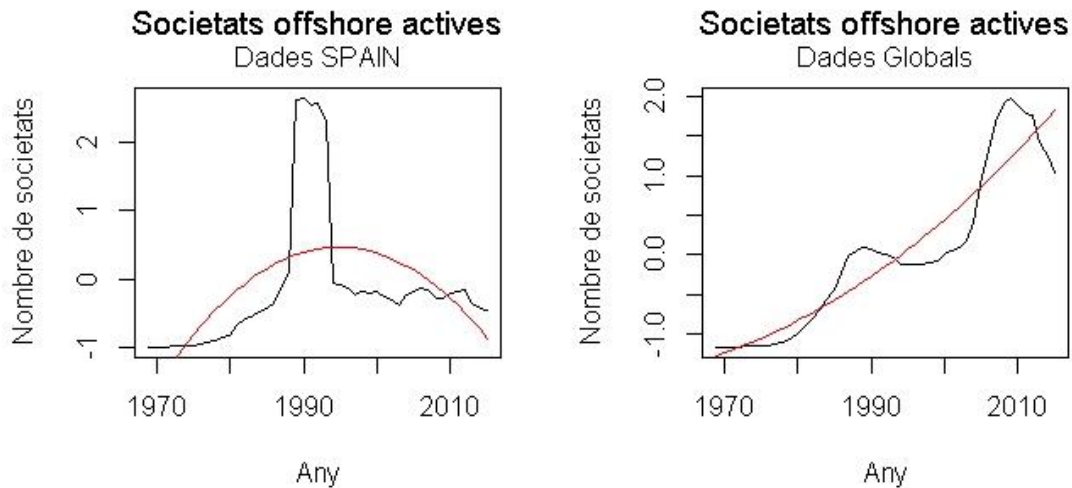 Societats offshore actives
Dades SPAIN
Nombre de societats
2
1
0
-1
1970 1990 2010
Any
Societats offshore actives
Dades Globals
Nombre de societats
2.0
1.0
0.0
-1.0
1970 1990 2010
Any